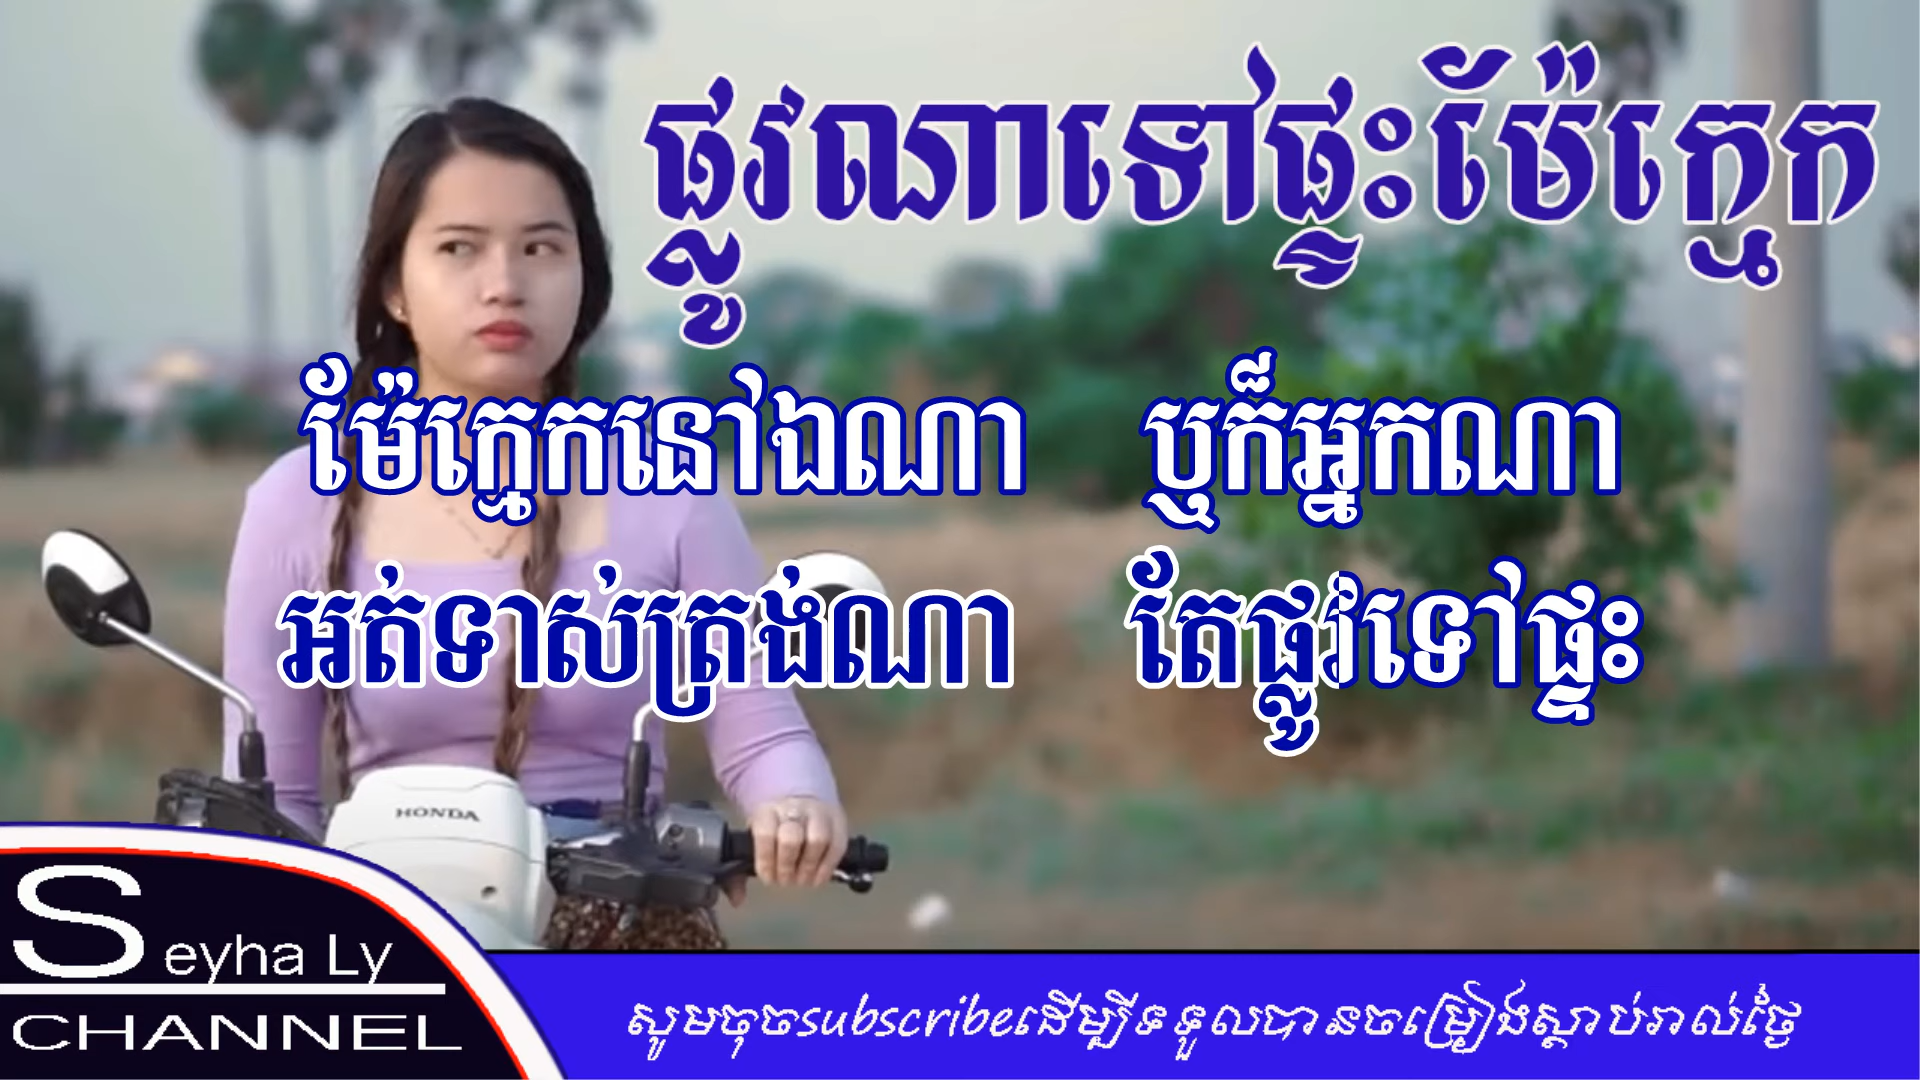 ផ្លូវណាទៅផ្ទះម៉ែក្មេក
ម៉ែក្មេកនៅឯណា ឬក៏អ្នកណា
អត់ទាស់ត្រង់ណា តែផ្លូវទៅផ្ទះ
HONDA
Seyha Ly
CHANNEL
សូមចុចsubscribeដើម្បីទទួលបានចម្រៀងស្តាប់រាល់ថ្ងៃ